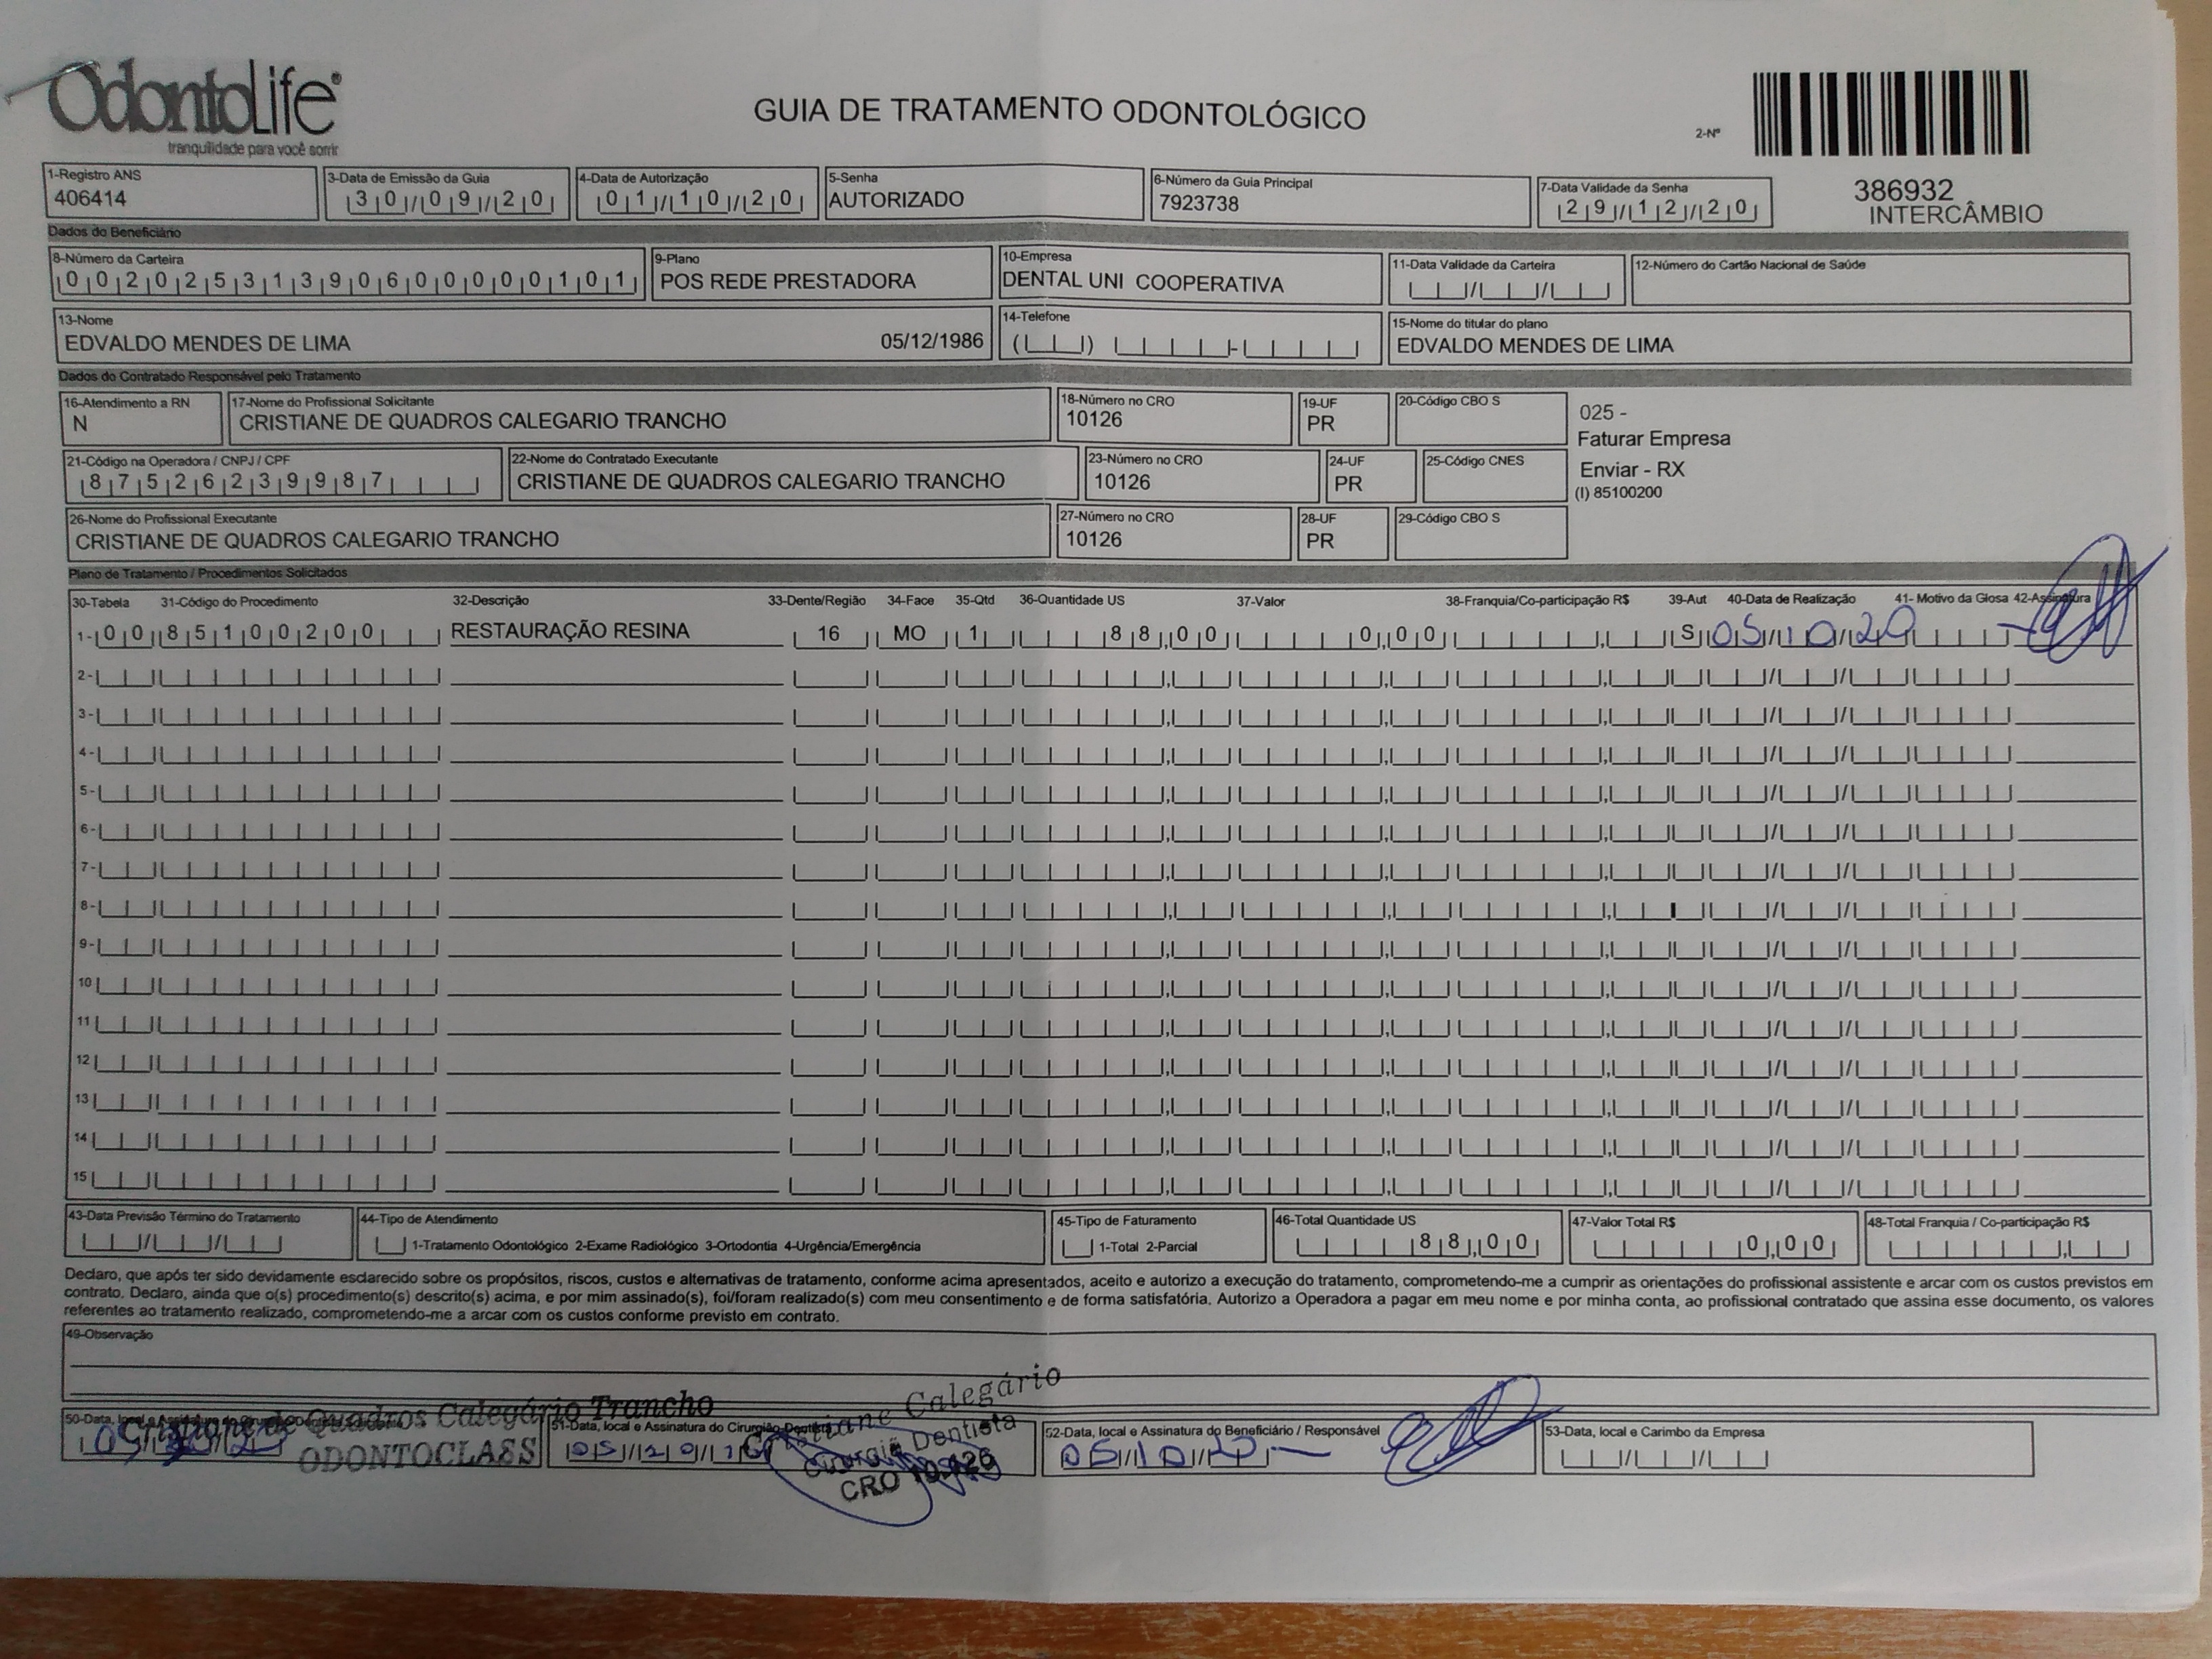 OdontoLife®
tranquilidade para você sorrir
GUIA DE TRATAMENTO ODONTOLÓGICO
2-Nº
386932
INTERCÂMBIO
1-Registro ANS
406414
3-Data de Emissão da Guia
30/09/20
4-Data de Autorização
01/10/20
5-Senha
AUTORIZADO
6-Número da Guia Principal
7923738
7-Data Validade da Senha
29/12/20
Dados do Beneficiário
8-Número da Carteira
00202531390600000101
9-Plano
POS REDE PRESTADORA
10-Empresa
DENTAL UNI COOPERATIVA
11-Data Validade da Carteira
12-Número do Cartão Nacional de Saúde
13-Nome
EDVALDO MENDES DE LIMA 05/12/1986
14-Telefone
15-Nome do titular do plano
EDVALDO MENDES DE LIMA
Dados do Contratado Responsável pelo Tratamento
16-Atendimento a RN
N
17-Nome do Profissional Solicitante
CRISTIANE DE QUADROS CALEGARIO TRANCHO
18-Número no CRO
10126
19-UF
PR
20-Código CBO S
025 -
Faturar Empresa
Enviar - RX
(I) 85100200
21-Código na Operadora / CNPJ / CPF
87526239987
22-Nome do Contratado Executante
CRISTIANE DE QUADROS CALEGARIO TRANCHO
23-Número no CRO
10126
24-UF
PR
25-Código CNES
26-Nome do Profissional Executante
CRISTIANE DE QUADROS CALEGARIO TRANCHO
27-Número no CRO
10126
28-UF
PR
29-Código CBO S
Plano de Tratamento / Procedimentos Solicitados
30-Tabela 31-Código do Procedimento 32-Descrição 33-Dente/Região 34-Face 35-Qtd 36-Quantidade US 37-Valor 38-Franquia/Co-participação R$ 39-Aut 40-Data de Realização 41- Motivo da Glosa 42-Assinatura
1- 00 85100200 RESTAURAÇÃO RESINA 16 MO 1 88,00 0,00 S 05/10/20
2-
3-
4-
5-
6-
7-
8-
9-
10
11
12
13
14
15
43-Data Previsão Término do Tratamento
44-Tipo de Atendimento
1-Tratamento Odontológico 2-Exame Radiológico 3-Ortodontia 4-Urgência/Emergência
45-Tipo de Faturamento
1-Total 2-Parcial
46-Total Quantidade US
88,00
47-Valor Total R$
0,00
48-Total Franquia / Co-participação R$
Declaro, que após ter sido devidamente esclarecido sobre os propósitos, riscos, custos e alternativas de tratamento, conforme acima apresentados, aceito e autorizo a execução do tratamento, comprometendo-me a cumprir as orientações do profissional assistente e arcar com os custos previstos em
contrato. Declaro, ainda que o(s) procedimento(s) descrito(s) acima, e por mim assinado(s), foi/foram realizado(s) com meu consentimento e de forma satisfatória. Autorizo a Operadora a pagar em meu nome e por minha conta, ao profissional contratado que assina esse documento, os valores
referentes ao tratamento realizado, comprometendo-me a arcar com os custos conforme previsto em contrato.
49-Observação
50-Data, local e Assinatura do Cirurgião
Cristiane de Quadros Calegário Trancho
ODONTOCLASS
51-Data, local e Assinatura do Cirurgião-Dentista
Cristiane Calegário
Cirurgiã Dentista
CRO 10.126
52-Data, local e Assinatura do Beneficiário / Responsável
05/10/20
53-Data, local e Carimbo da Empresa